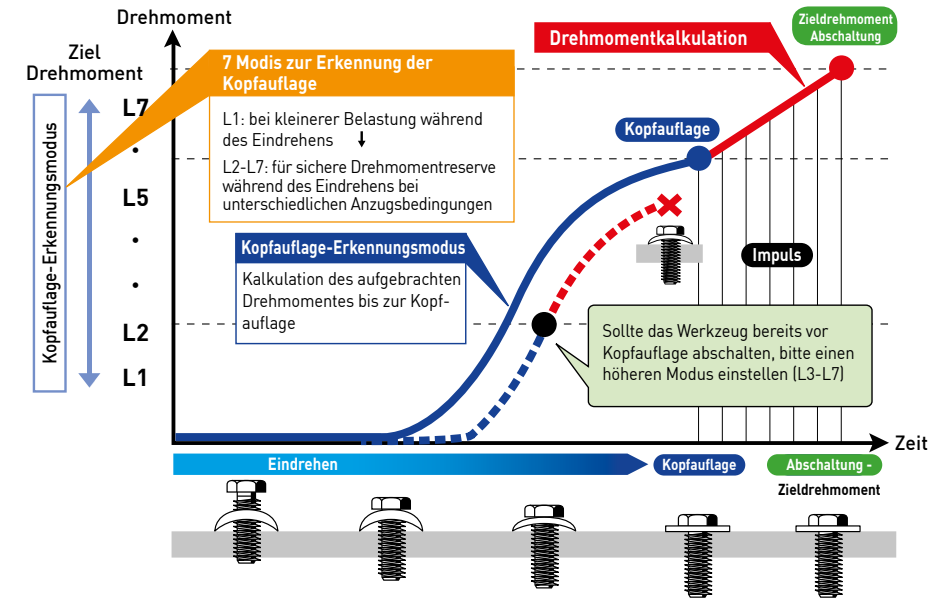 Drehmoment
Zieldrehmoment
Abschaltung
Drehmomentkalkulation
Ziel
Drehmoment
7 Modis zur Erkennung der
Kopfauflage
L1: bei kleinerer Belastung während
des Eindrehens
L2-L7: für sichere Drehmomentreserve
während des Eindrehens bei
unterschiedlichen Anzugsbedingungen
Kopfauflage-Erkennungsmodus
L7
L5
L2
L1
Kopfauflage
Kopfauflage-Erkennungsmodus
Kalkulation des aufgebrachten
Drehmomentes bis zur Kopf-
auflage
Impuls
Sollte das Werkzeug bereits vor
Kopfauflage abschalten, bitte einen
höheren Modus einstellen (L3-L7)
Zeit
Eindrehen
Kopfauflage
Abschaltung -
Zieldrehmoment